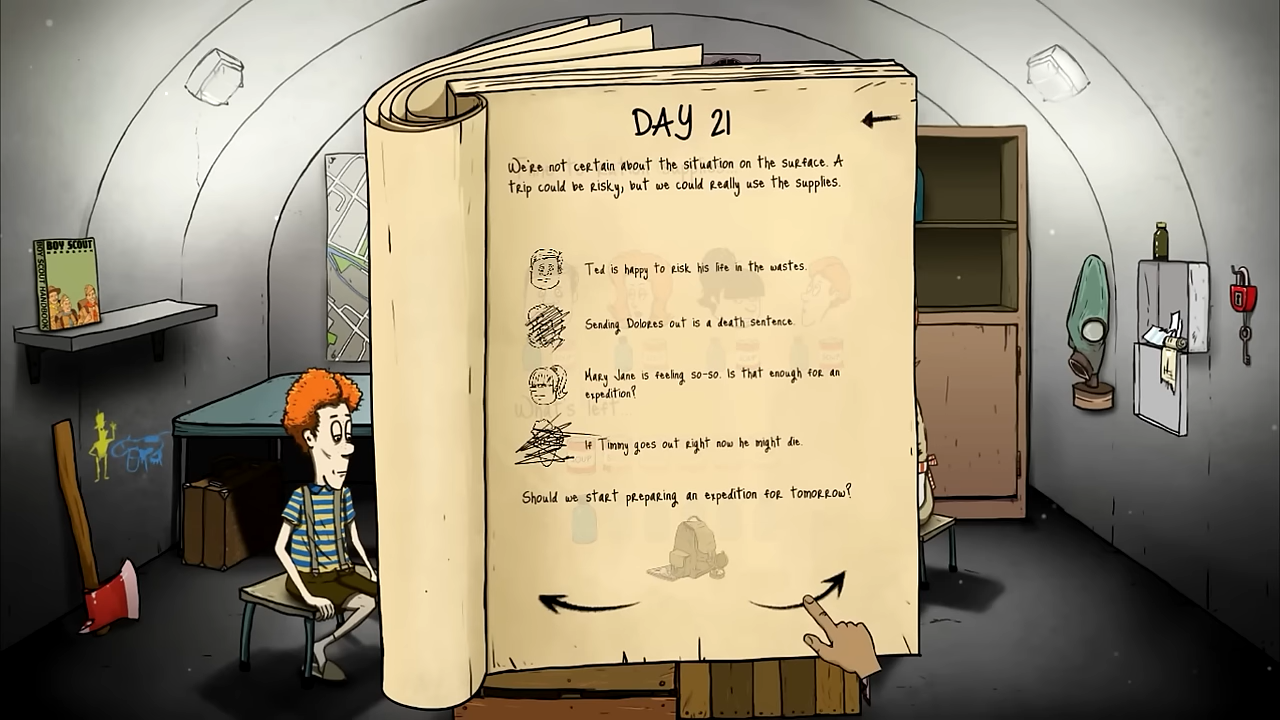 DAY 21
We're not certain about the situation on the surface. A
trip could be risky, but we could really use the supplies.
Ted is happy to risk his life in the wastes.
Sending Dolores out is a death sentence.
Mary Jane is feeling so-so. Is that enough for an
expedition?
What's left
If Timmy goes out right now he might die.
Should we start preparing an expedition for tomorrow?
BOY SCOUT
BOY SCOUT HANDBOOK